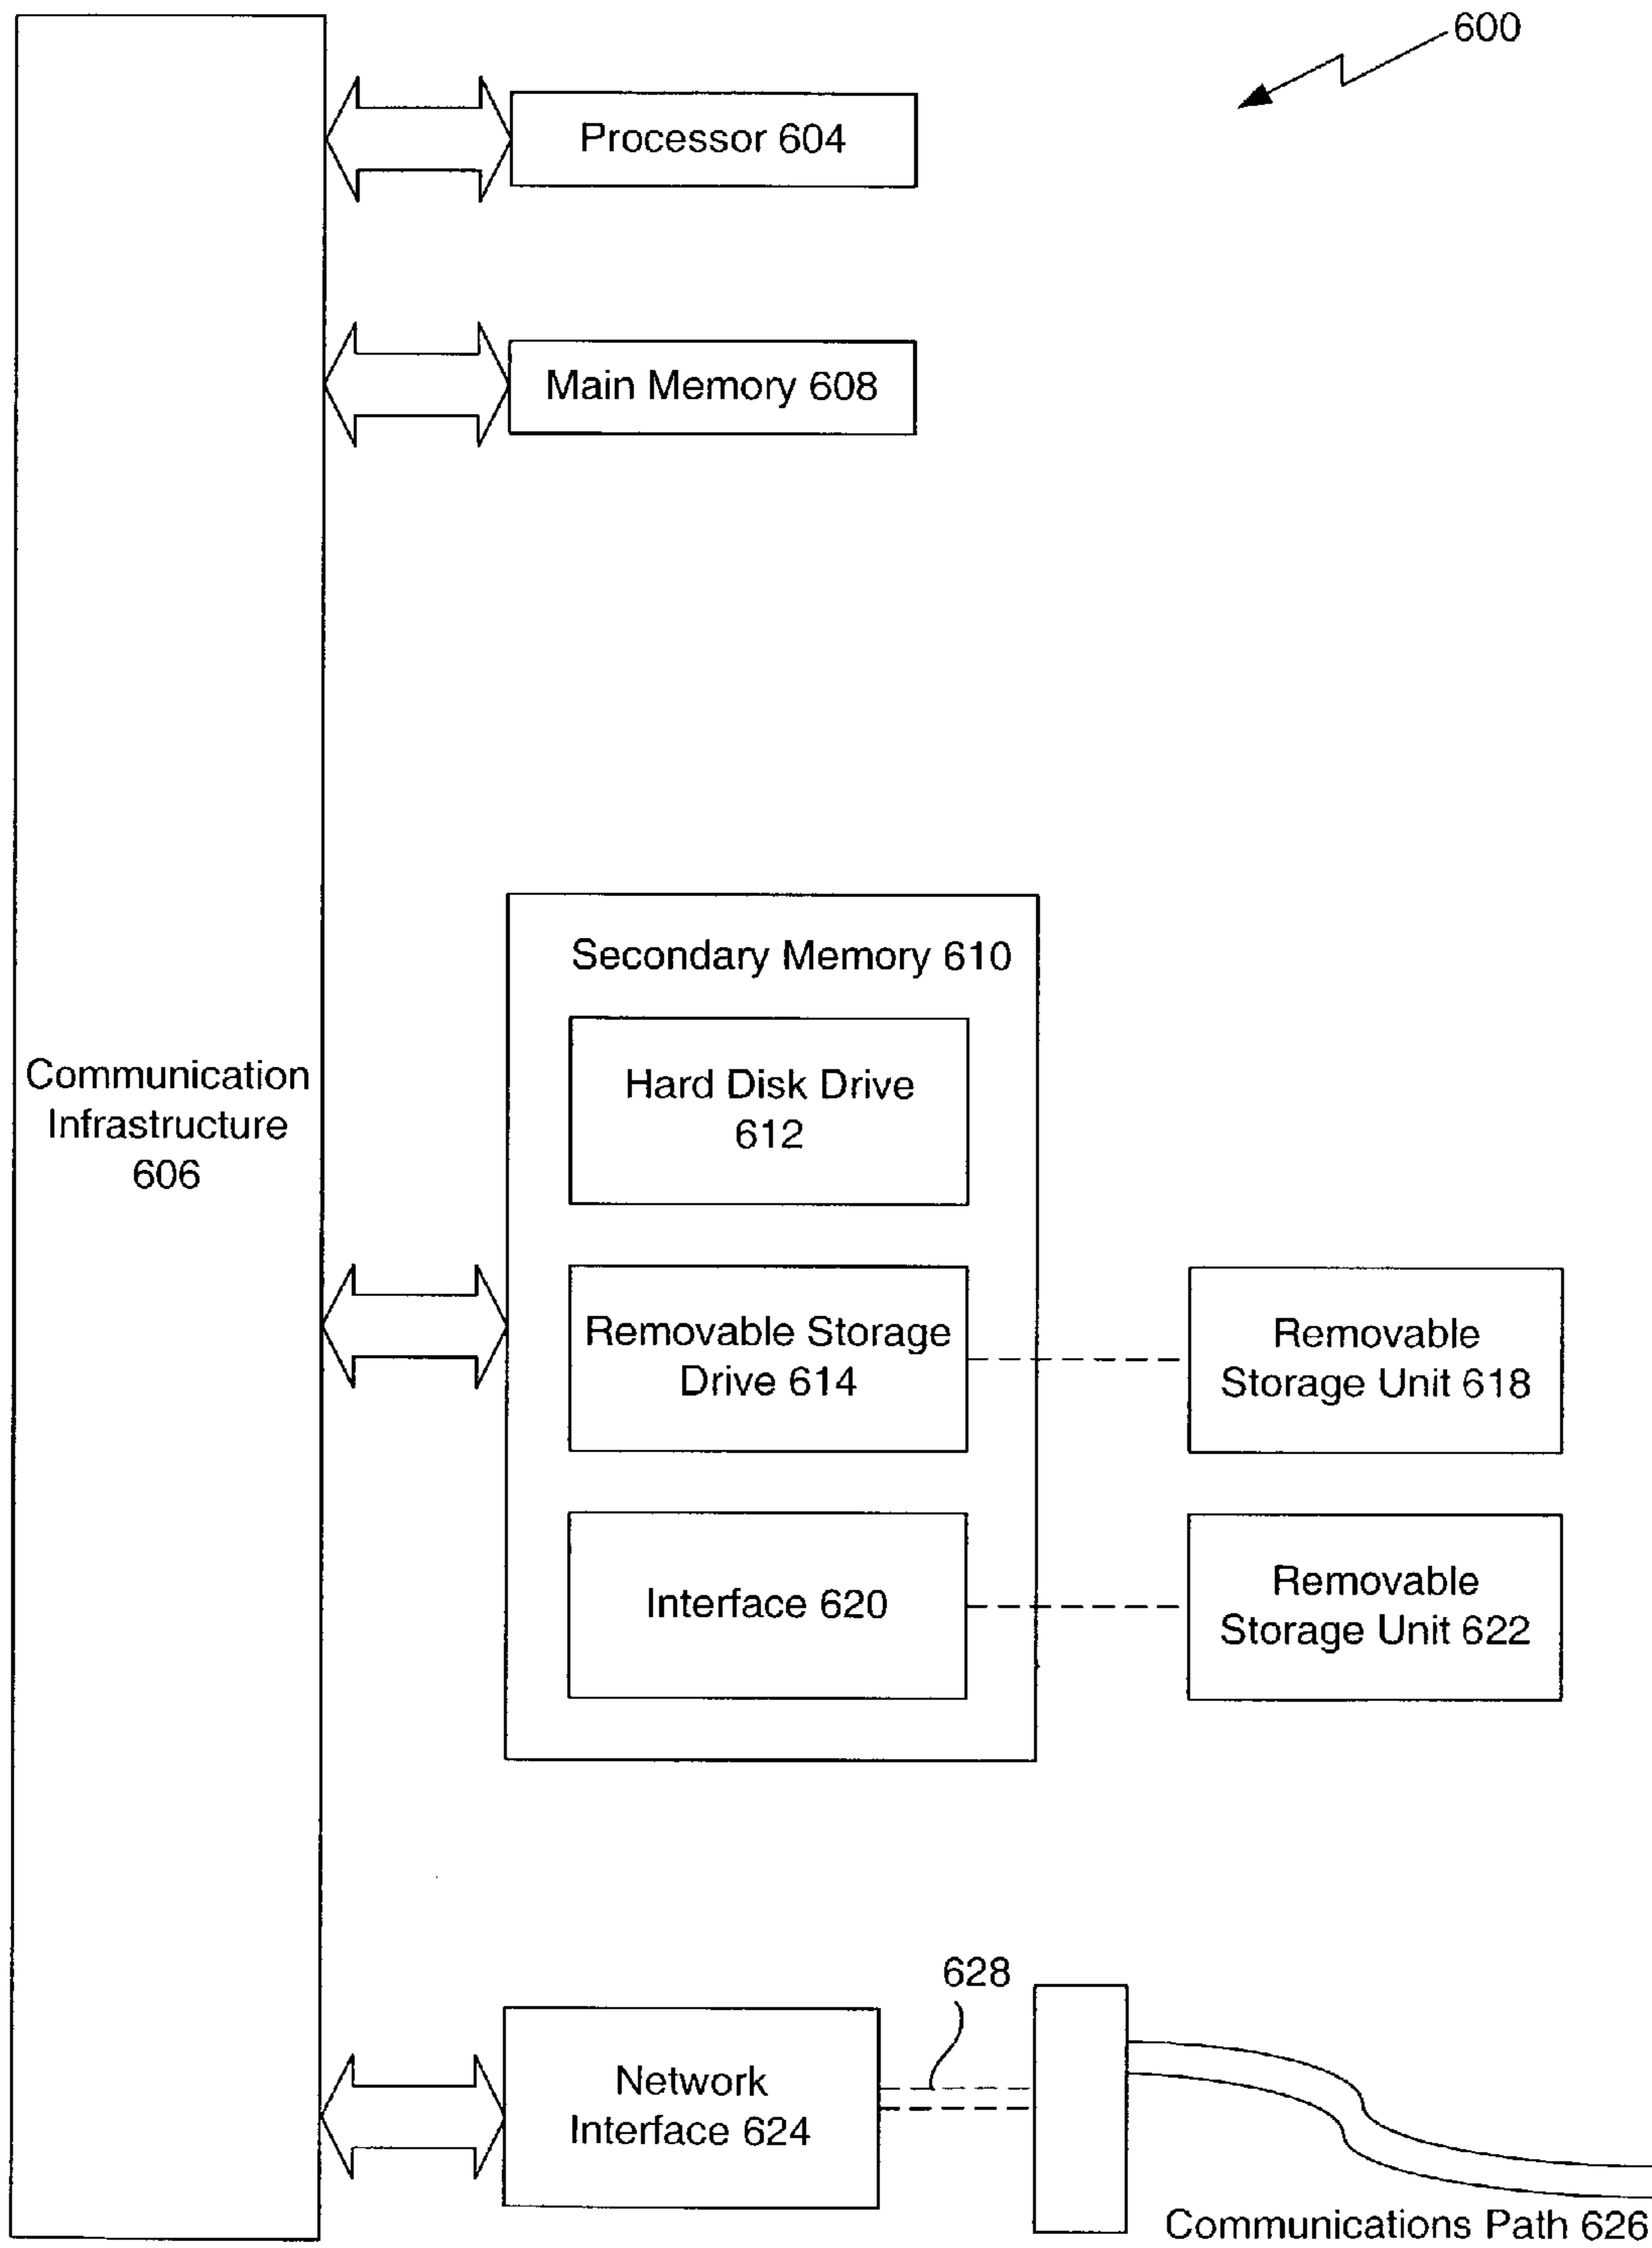 600
Processor 604
Main Memory 608
Secondary Memory 610
Hard Disk Drive
612
Communication
Infrastructure
606
Removable Storage
Drive 614
Removable
Storage Unit 618
Interface 620
Removable
Storage Unit 622
628
Network
Interface 624
Communications Path 626